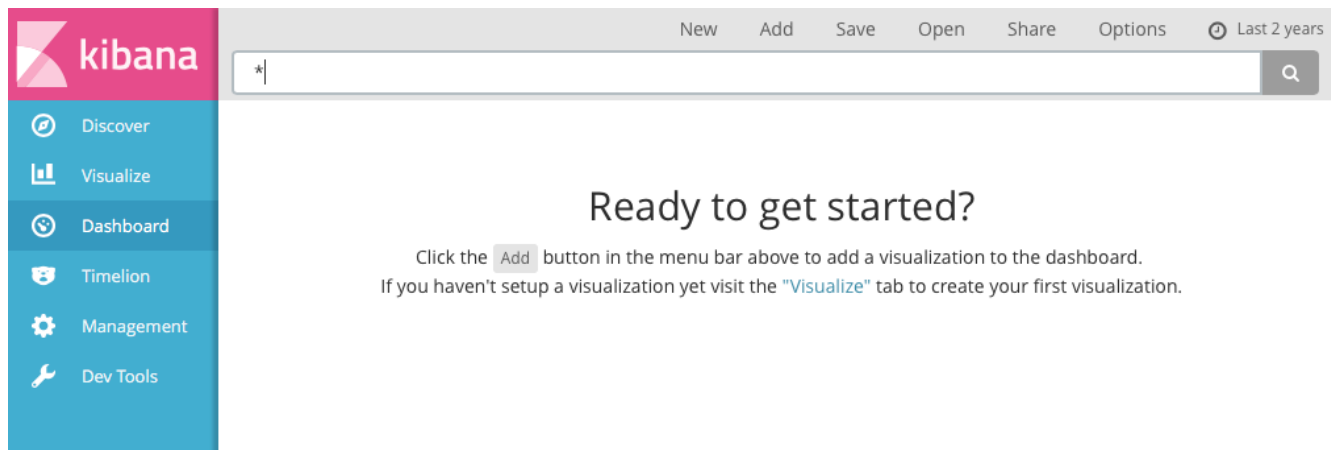 kibana
New Add Save Open Share Options Last 2 years
*
Discover
Visualize
Dashboard
Timelion
Management
Dev Tools
Ready to get started?
Click the Add button in the menu bar above to add a visualization to the dashboard.
If you haven't setup a visualization yet visit the "Visualize" tab to create your first visualization.